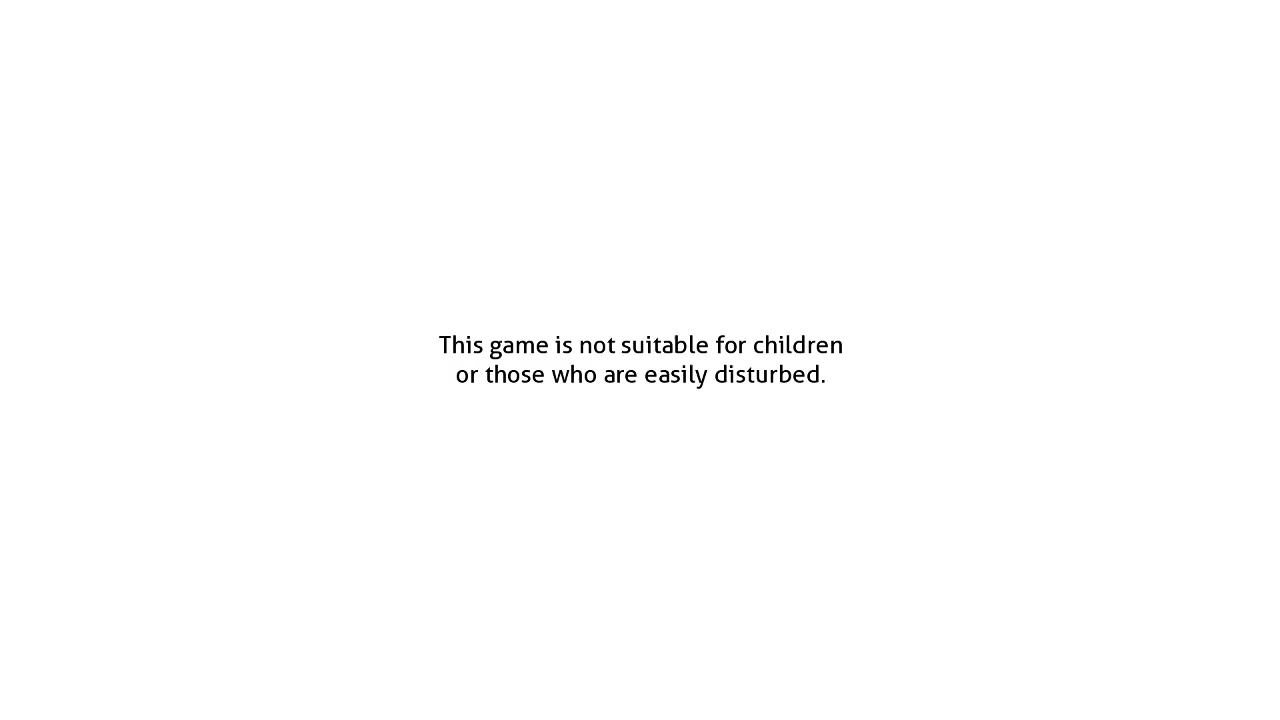 This game is not suitable for children
or those who are easily disturbed.